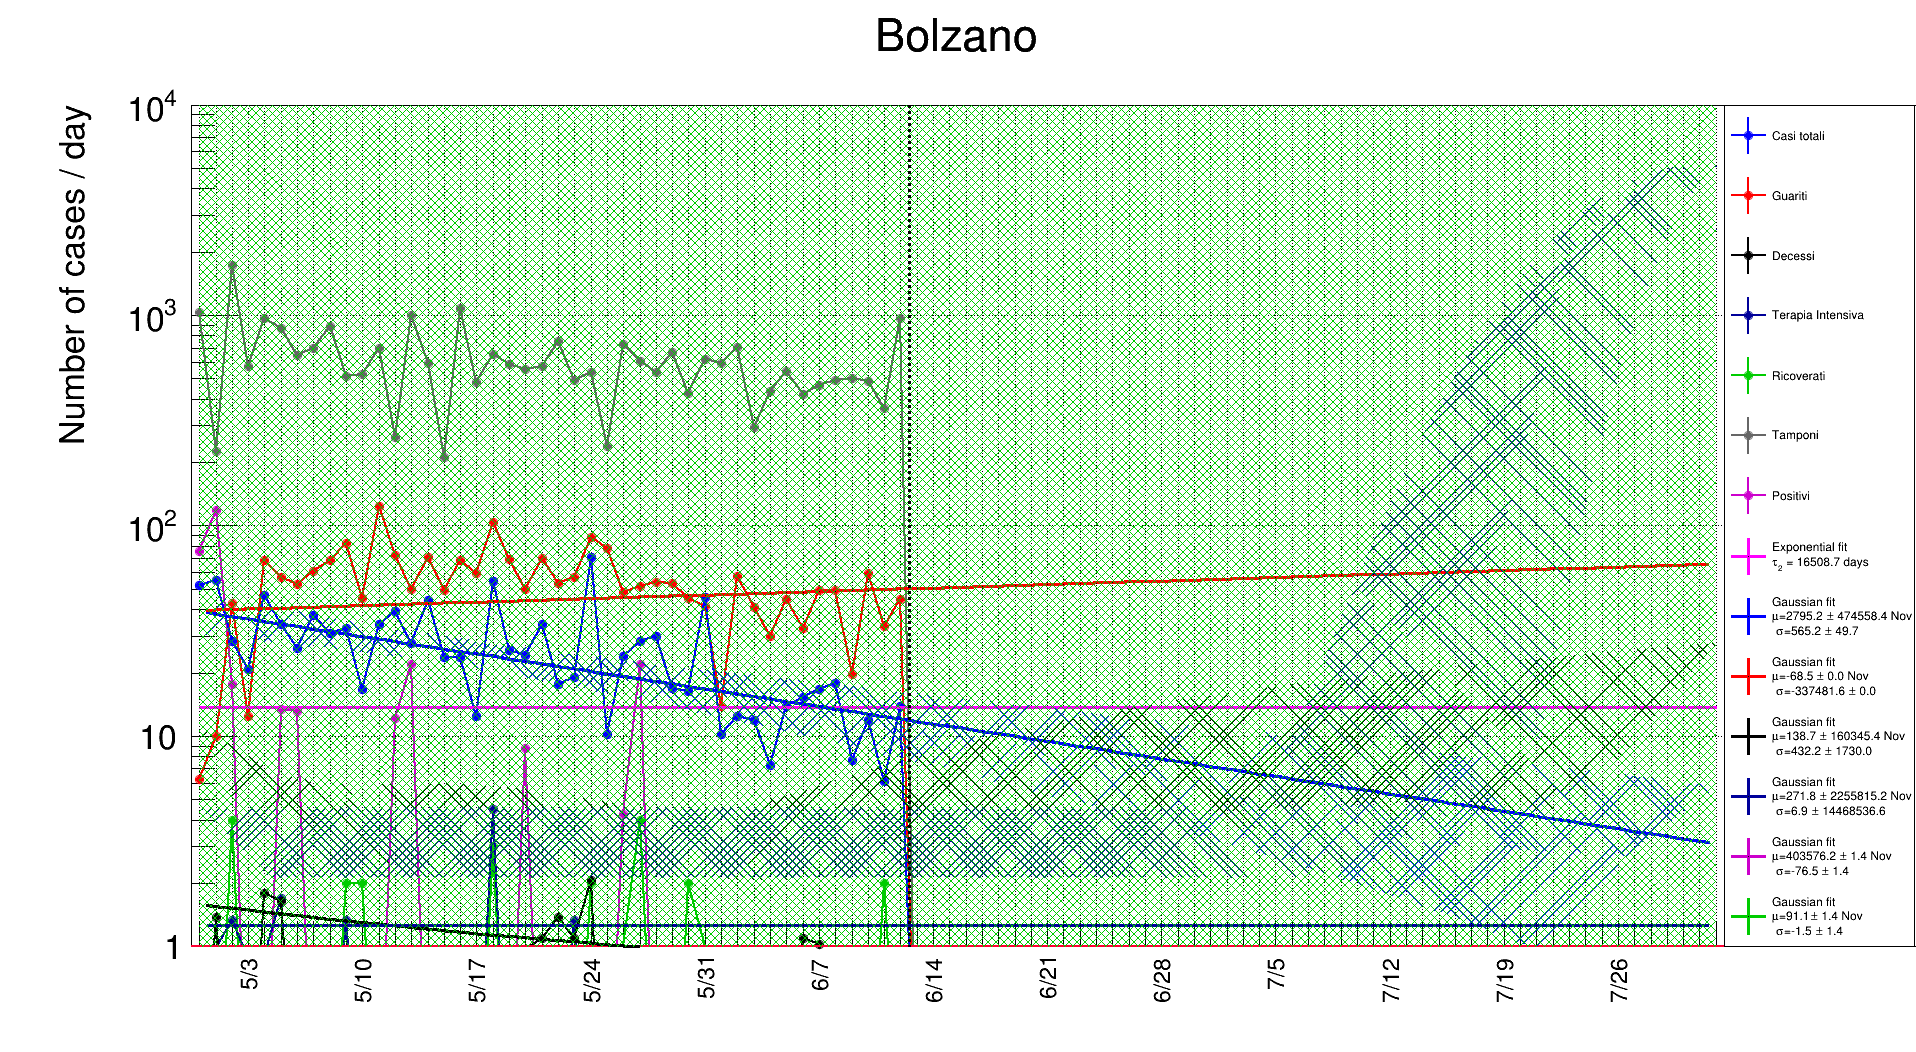 Bolzano
Number of cases / day
10^4
10^3
10^2
10
1
5/3
5/10
5/17
5/24
5/31
6/7
6/14
6/21
6/28
7/5
7/12
7/19
7/26
Casi totali
Guariti
Decessi
Terapia Intensiva
Ricoverati
Tamponi
Positivi
Exponential fit
τ₂ = 16508.7 days
Gaussian fit
μ=2795.2 ± 474558.4 Nov
σ=565.2 ± 49.7
Gaussian fit
μ=-68.5 ± 0.0 Nov
σ=-337481.6 ± 0.0
Gaussian fit
μ=138.7 ± 160345.4 Nov
σ=432.2 ± 1730.0
Gaussian fit
μ=271.8 ± 2255815.2 Nov
σ=6.9 ± 14468536.6
Gaussian fit
μ=403576.2 ± 1.4 Nov
σ=-76.5 ± 1.4
Gaussian fit
μ=91.1 ± 1.4 Nov
σ=-1.5 ± 1.4